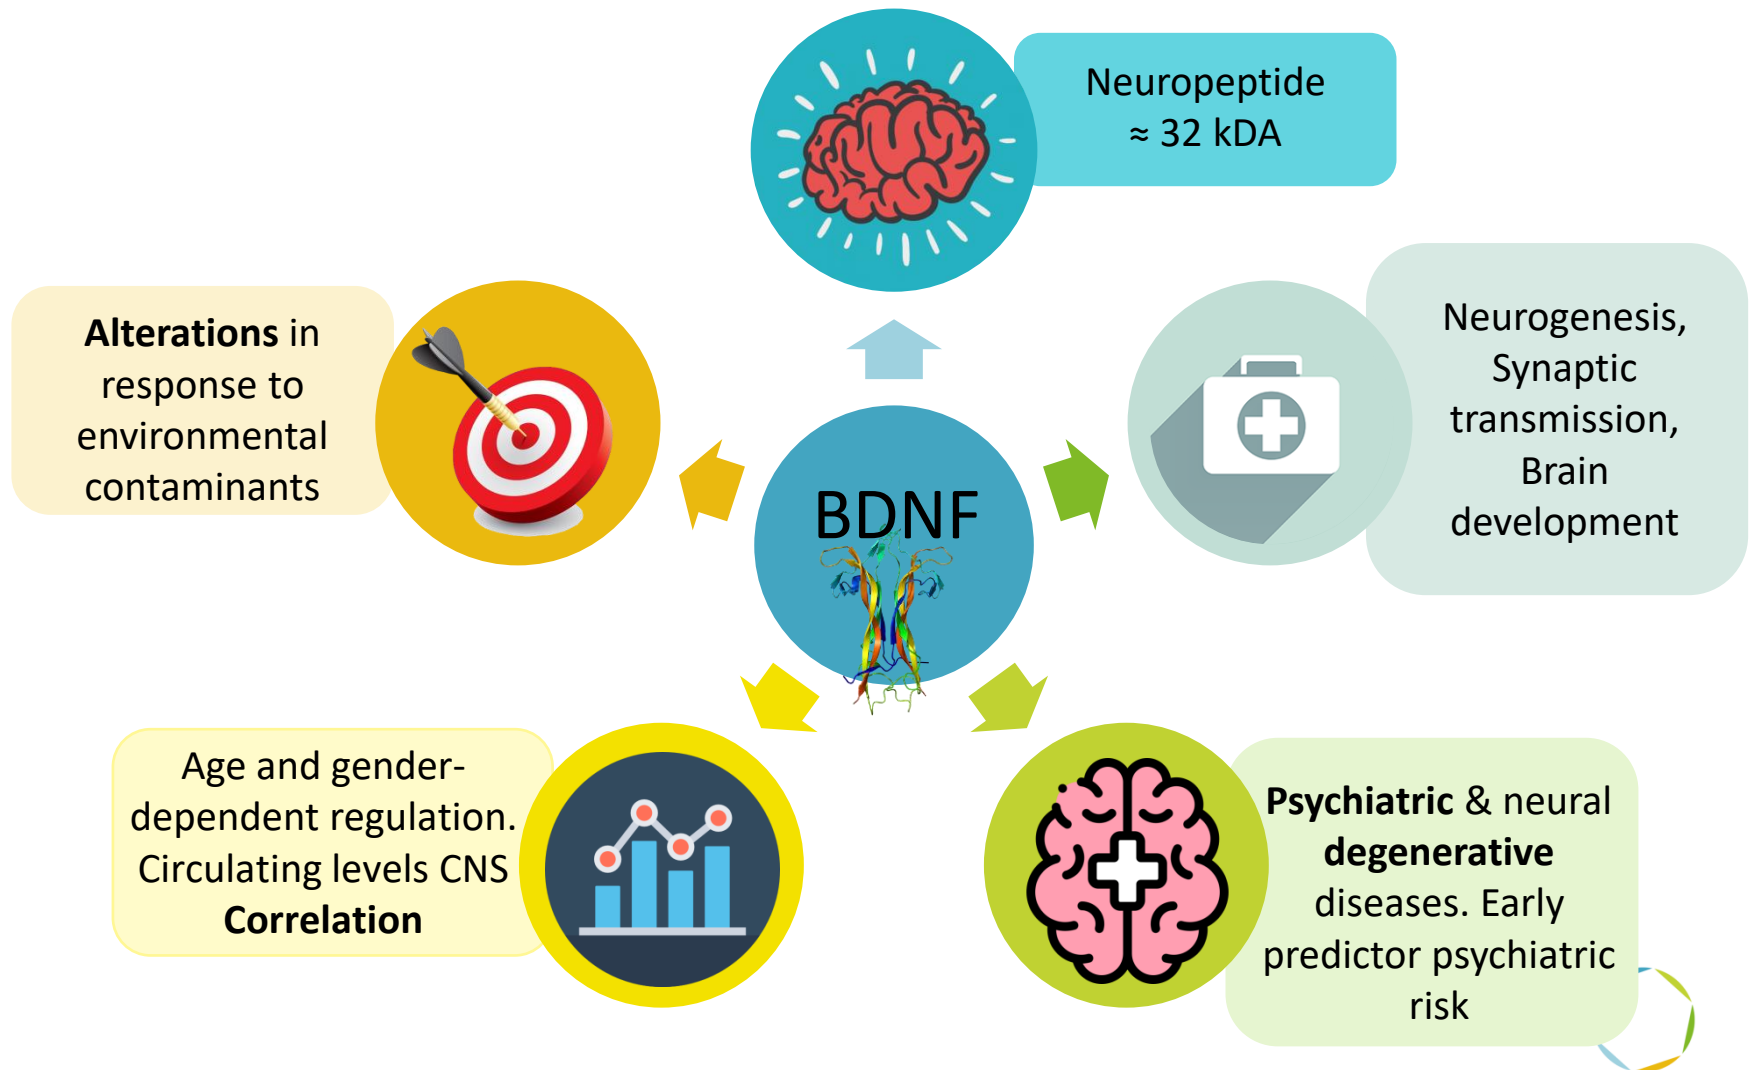 Neuropeptide
≈ 32 kDA
Alterations in
response to
environmental
contaminants
Neurogenesis,
Synaptic
transmission,
Brain
development
BDNF
Age and gender-
dependent regulation.
Circulating levels CNS
Correlation
Psychiatric & neural
degenerative
diseases. Early
predictor psychiatric
risk